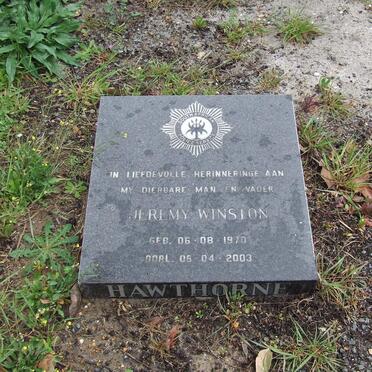 IN LIEFDEVOLLE HERINNERINGE AAN
MY DIERBARE MAN EN VADER
JEREMY WINSTON
GEB. 06-08-1970
OORL. 05-04-2003
HAWTHORNE